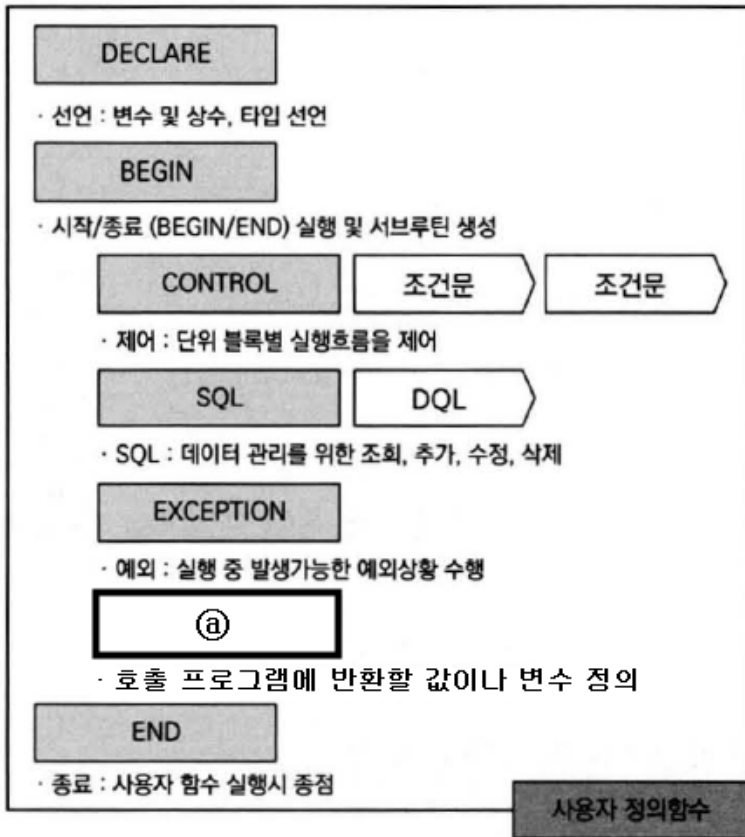 DECLARE
· 선언 : 변수 및 상수, 타입 선언
BEGIN
· 시작/종료 (BEGIN/END) 실행 및 서브루틴 생성
CONTROL 조건문 조건문
· 제어 : 단위 블록별 실행흐름을 제어
SQL DQL
· SQL : 데이터 관리를 위한 조회, 추가, 수정, 삭제
EXCEPTION
· 예외 : 실행 중 발생가능한 예외상황 수행
ⓐ
· 호출 프로그램에 반환할 값이나 변수 정의
END
· 종료 : 사용자 함수 실행시 종점
사용자 정의함수